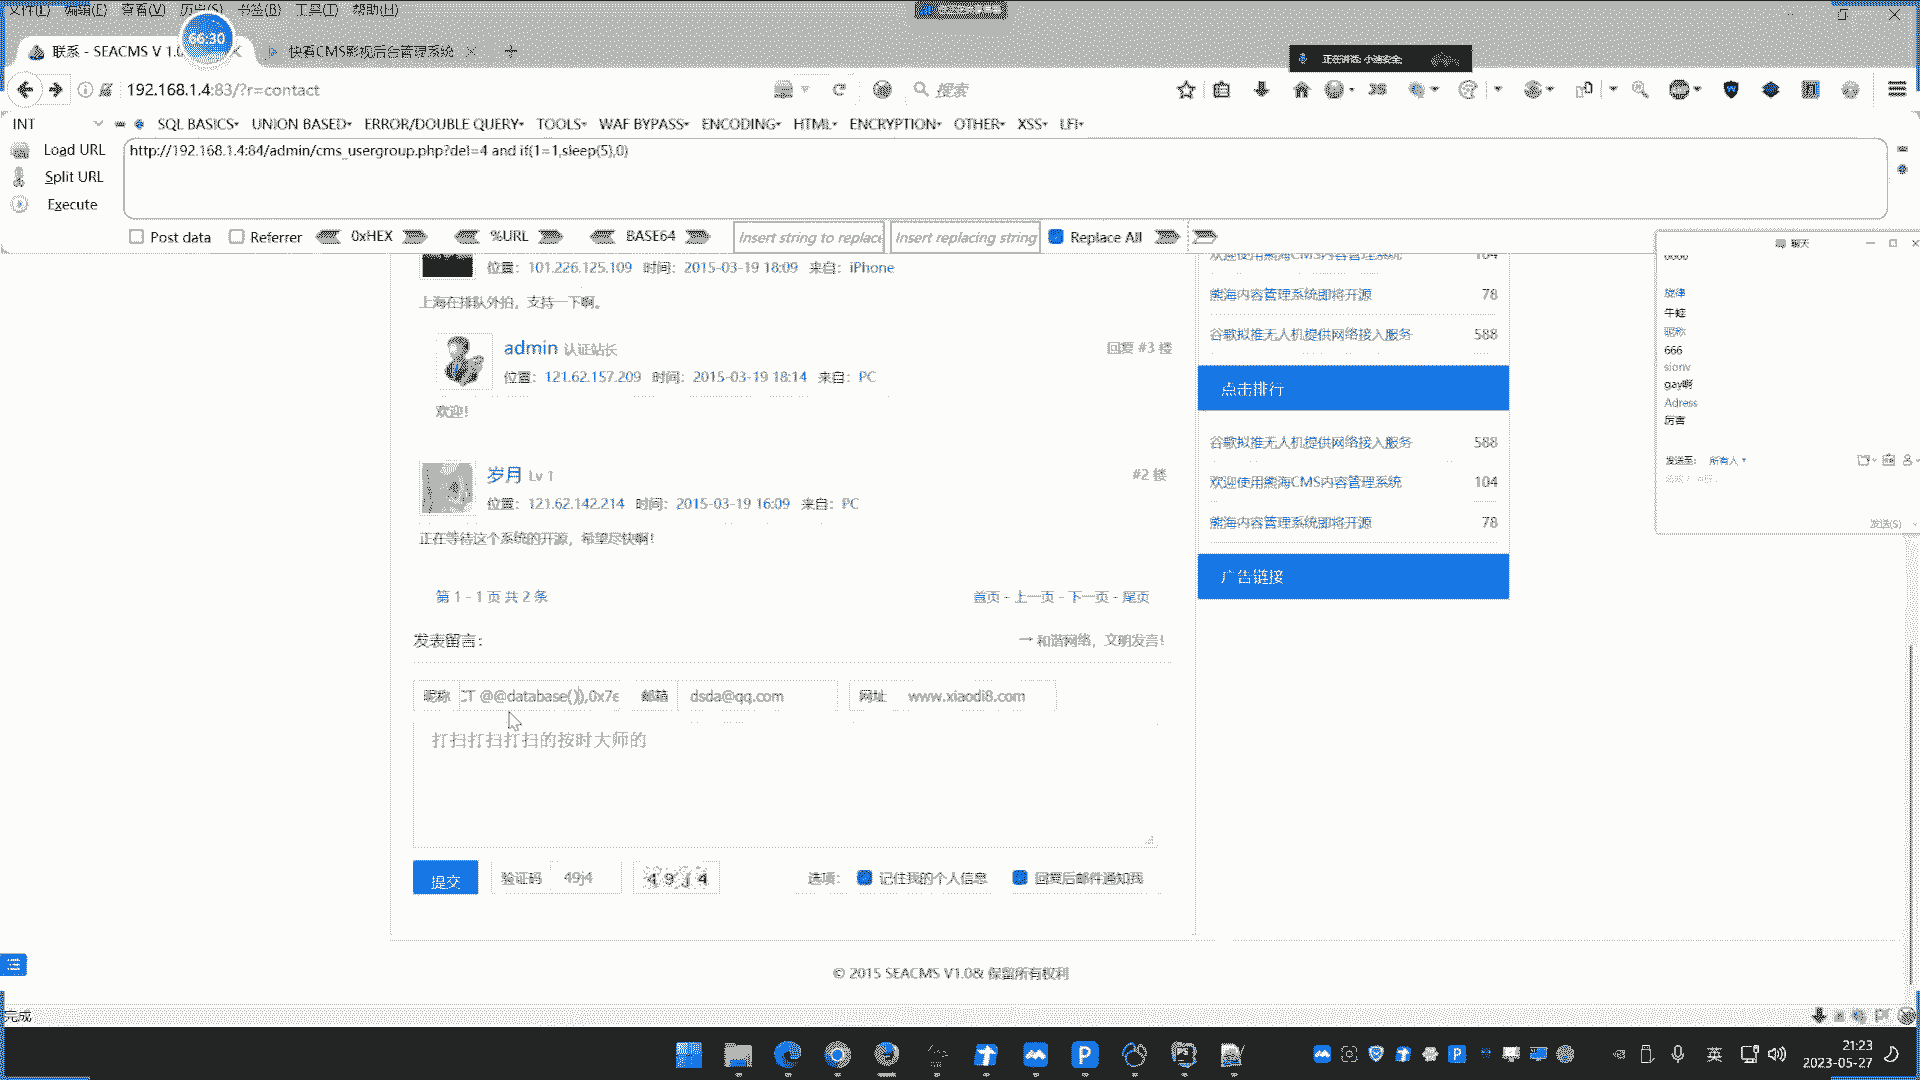 文件(E) 编辑(E) 查看(V) 历史(S) 书签(B) 工具(T) 帮助(H)
66:30
联系 - SEACMS V 1.0
快看CMS影视后台管理系统
正在讲话: 小迪安全;
192.168.1.4:83/?r=contact
搜索
INT
SQL BASICS
UNION BASED
ERROR/DOUBLE QUERY
TOOLS
WAF BYPASS
ENCODING
HTML
ENCRYPTION
OTHER
XSS
LFI
Load URL
http://192.168.1.4:84/admin/cms_usergroup.php?del=4 and if(1=1,sleep(5),0)
Split URL
Execute
Post data
Referrer
0xHEX
%URL
BASE64
Insert string to replace
Insert replacing string
Replace All
聊天
位置: 101.226.125.109 时间: 2015-03-19 18:09 来自: iPhone
上海在排队外拍，支持一下啊。
admin 认证站长
回复 #3 楼
位置: 121.62.157.209 时间: 2015-03-19 18:14 来自: PC
欢迎!
岁月 Lv 1
#2 楼
位置: 121.62.142.214 时间: 2015-03-19 16:09 来自: PC
正在等待这个系统的开源，希望尽快啊!
第 1 - 1 页 共 2 条
首页 - 上一页 - 下一页 - 尾页
发表留言:
→ 和谐网络，文明发言!
昵称 CT @@database()),0x7e
邮箱 dsda@qq.com
网址 www.xiaodi8.com
打扫打扫打扫的按时大师的
提交
验证码 49j4
4 9 j 4
选项:
记住我的个人信息
回复后邮件通知我
欢迎使用熊海CMS内容管理系统 104
熊海内容管理系统即将开源 78
谷歌拟推无人机提供网络接入服务 588
点击排行
谷歌拟推无人机提供网络接入服务 588
欢迎使用熊海CMS内容管理系统 104
熊海内容管理系统即将开源 78
广告链接
旋律
牛蛙
昵称
666
sionv
gay啊
Adress
厉害
发送至: 所有人
发送(S)
© 2015 SEACMS V1.0& 保留所有权利
完成
英
21:23
2023-05-27